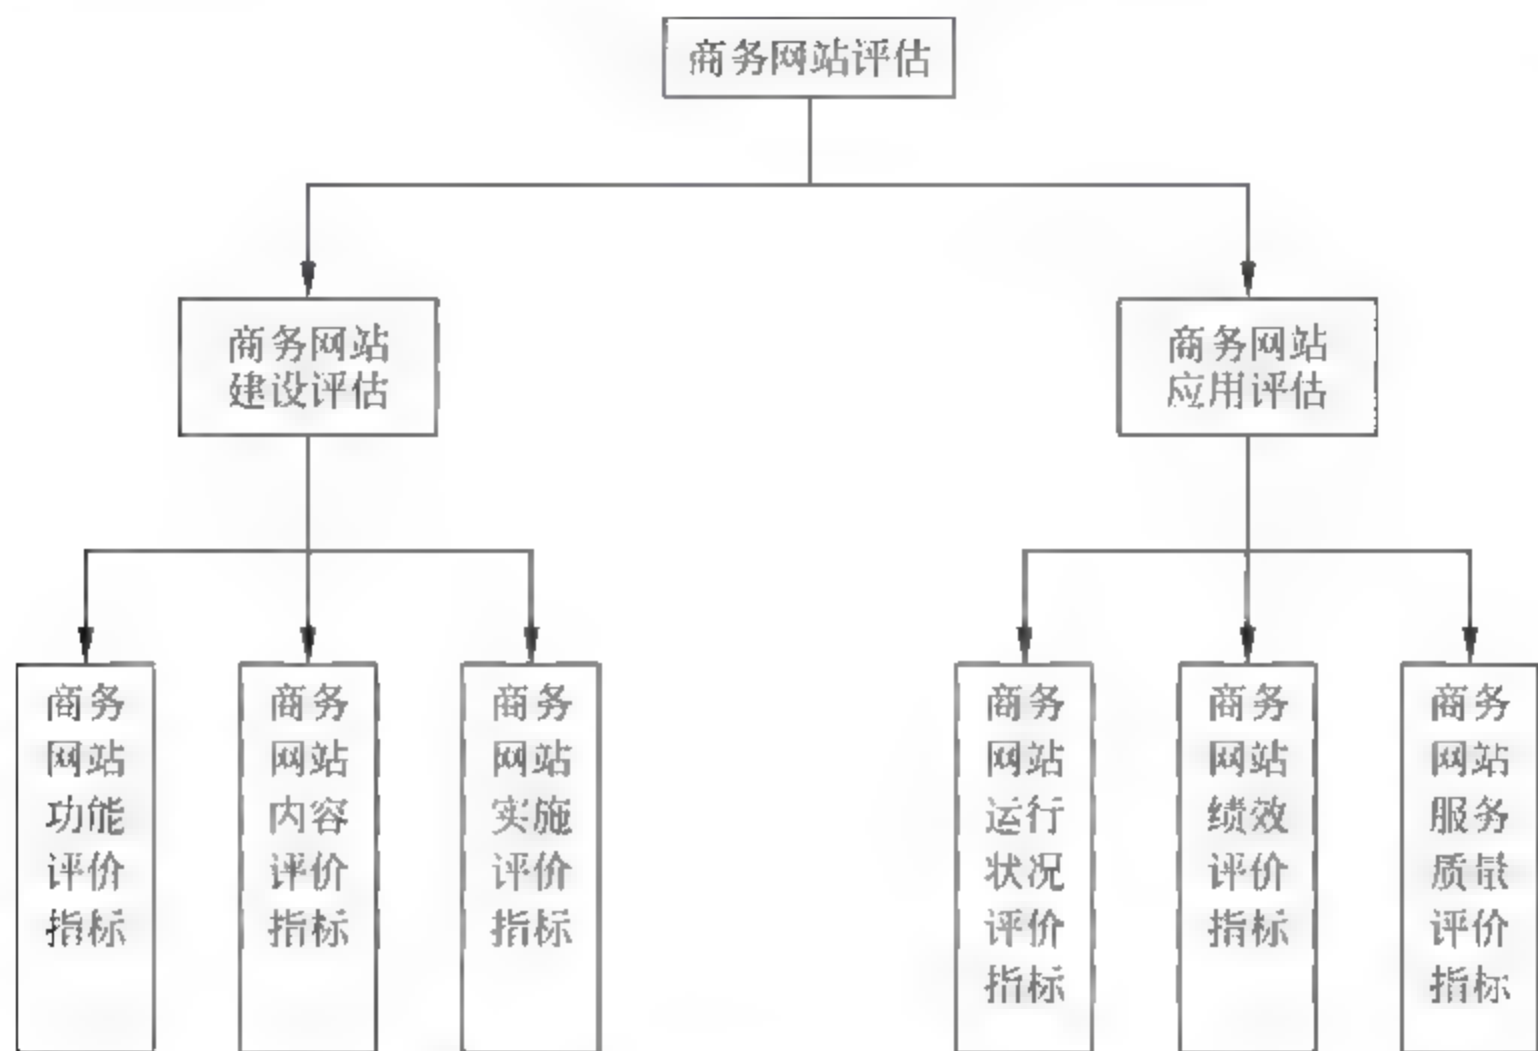 商务网站评估
商务网站
建设评估
商务网站
应用评估
商务
网站
功能
评价
指标
商务
网站
内容
评价
指标
商务
网站
实施
评价
指标
商务
网站
运行
状况
评价
指标
商务
网站
绩效
评价
指标
商务
网站
服务
质量
评价
指标